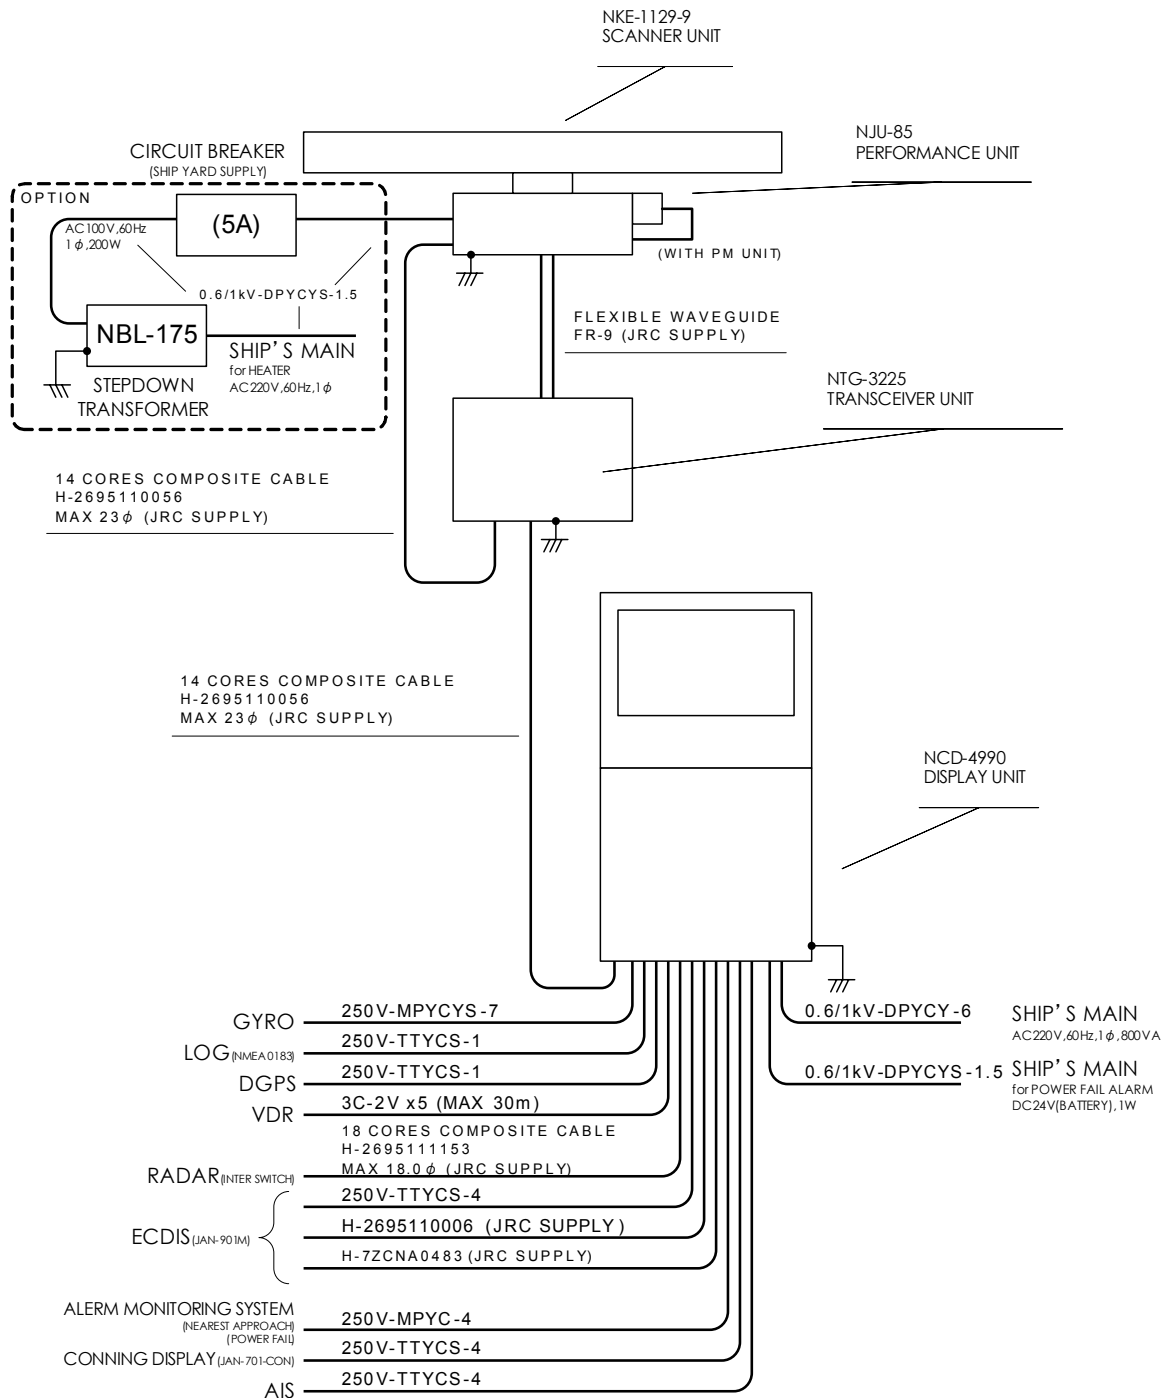 NKE-1129-9
SCANNER UNIT
NJU-85
PERFORMANCE UNIT
CIRCUIT BREAKER
(SHIP YARD SUPPLY)
OPTION
AC100V,60Hz
1φ,200W
(5A)
(WITH PM UNIT)
0.6/1kV-DPYCYS-1.5
NBL-175
SHIP'S MAIN
for HEATER
AC220V,60Hz,1φ
STEPDOWN
TRANSFORMER
FLEXIBLE WAVEGUIDE
FR-9 (JRC SUPPLY)
NTG-3225
TRANSCEIVER UNIT
14 CORES COMPOSITE CABLE
H-2695110056
MAX 23φ (JRC SUPPLY)
14 CORES COMPOSITE CABLE
H-2695110056
MAX 23φ (JRC SUPPLY)
NCD-4990
DISPLAY UNIT
GYRO 250V-MPYCYS-7
LOG(NMEA0183) 250V-TTYCS-1
DGPS 250V-TTYCS-1
VDR 3C-2V x5 (MAX 30m)
18 CORES COMPOSITE CABLE
H-2695111153
RADAR(INTER SWITCH) MAX 18.0φ (JRC SUPPLY)
250V-TTYCS-4
ECDIS(JAN-901M) H-2695110006 (JRC SUPPLY)
H-7ZCNA0483 (JRC SUPPLY)
ALERM MONITORING SYSTEM
(NEAREST APPROACH)
(POWER FAIL)
250V-MPYC-4
CONNING DISPLAY(JAN-701-CON) 250V-TTYCS-4
AIS 250V-TTYCS-4
0.6/1kV-DPYCY-6 SHIP'S MAIN
AC220V,60Hz,1φ,800VA
0.6/1kV-DPYCYS-1.5 SHIP'S MAIN
for POWER FAIL ALARM
DC24V(BATTERY),1W